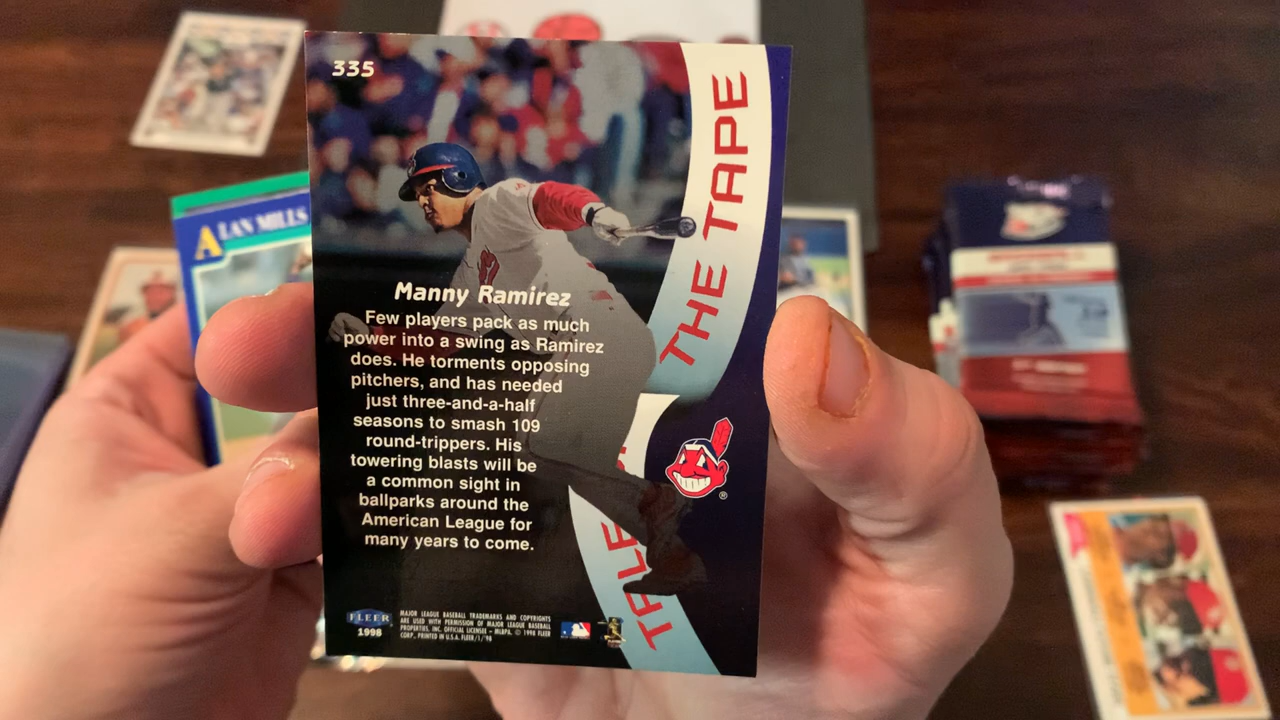 335
THE TAPE
ALAN MILLS
Manny Ramirez
Few players pack as much
power into a swing as Ramirez
does. He torments opposing
pitchers, and has needed
just three-and-a-half
seasons to smash 109
round-trippers. His
towering blasts will be
a common sight in
ballparks around the
American League for
many years to come.
®
FLEER
1998
MAJOR LEAGUE BASEBALL TRADEMARKS AND COPYRIGHTS
ARE USED WITH PERMISSION OF MAJOR LEAGUE BASEBALL
PROPERTIES, INC. OFFICIAL LICENSEE - MLBPA. © 1998 FLEER
CORP., PRINTED IN U.S.A. FLEER/1/'98